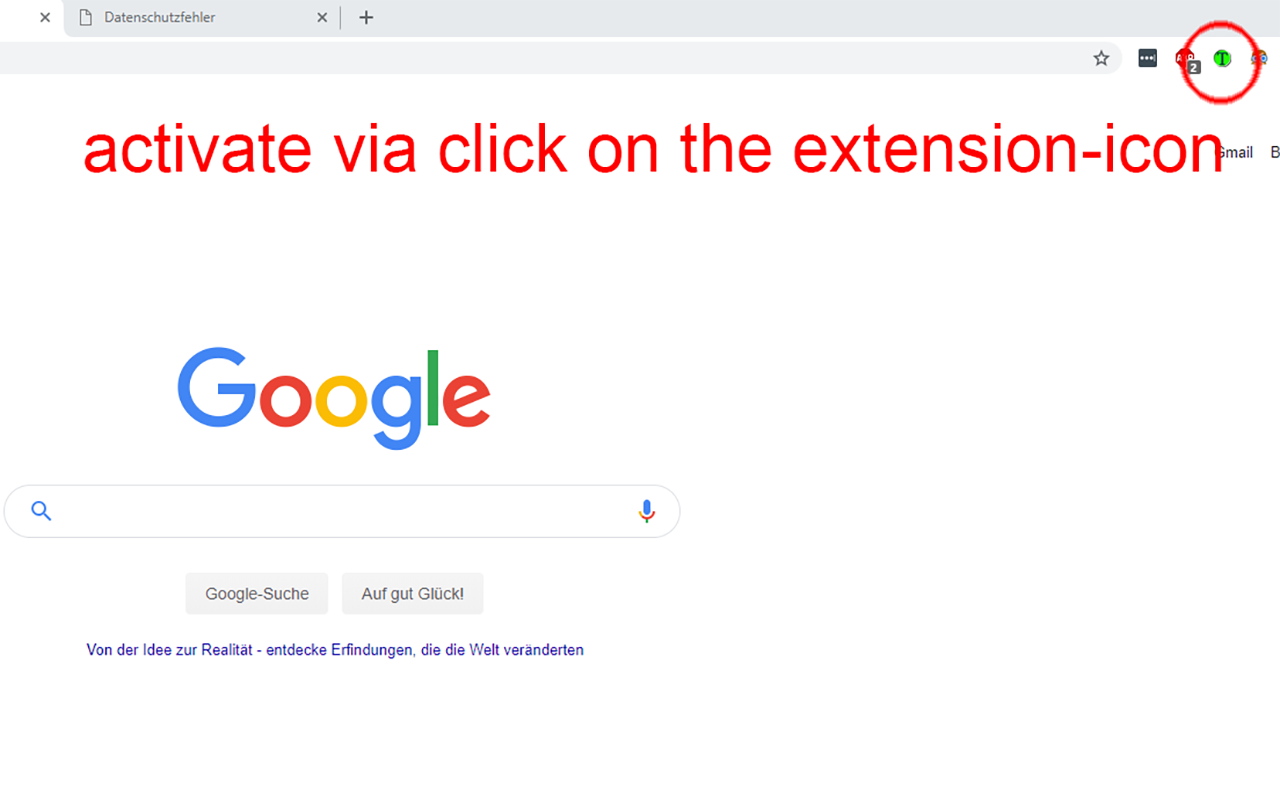 Datenschutzfehler
2
T
activate via click on the extension-icon
Gmail B
Google
Google-Suche Auf gut Glück!
Von der Idee zur Realität - entdecke Erfindungen, die die Welt veränderten